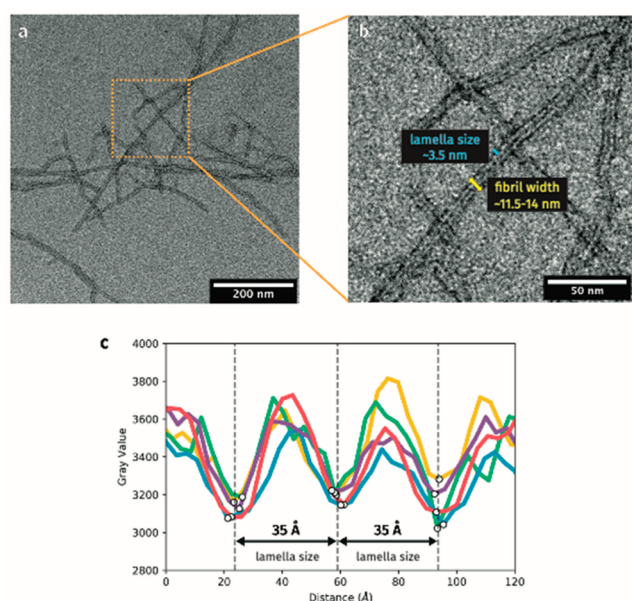 a
b
lamella size
~3.5 nm
fibril width
~11.5-14 nm
200 nm
50 nm
c
4000
3800
3600
3400
3200
3000
2800
Gray Value
35 Å
35 Å
lamella size
lamella size
0
20
40
60
80
100
120
Distance (Å)